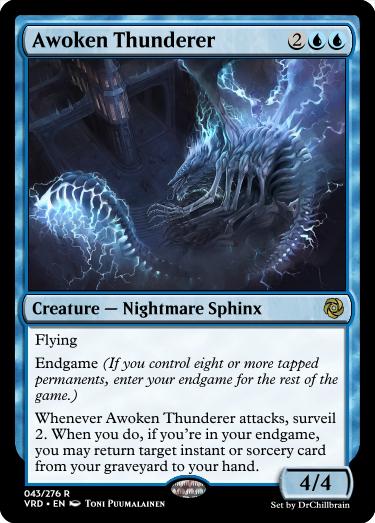 Awoken Thunderer 2
Creature — Nightmare Sphinx
Flying
Endgame (If you control eight or more tapped
permanents, enter your endgame for the rest of the
game.)
Whenever Awoken Thunderer attacks, surveil
2. When you do, if you're in your endgame,
you may return target instant or sorcery card
from your graveyard to your hand.
4/4
043/276 R
VRD • EN Toni Puumalainen
Set by DrChillbrain